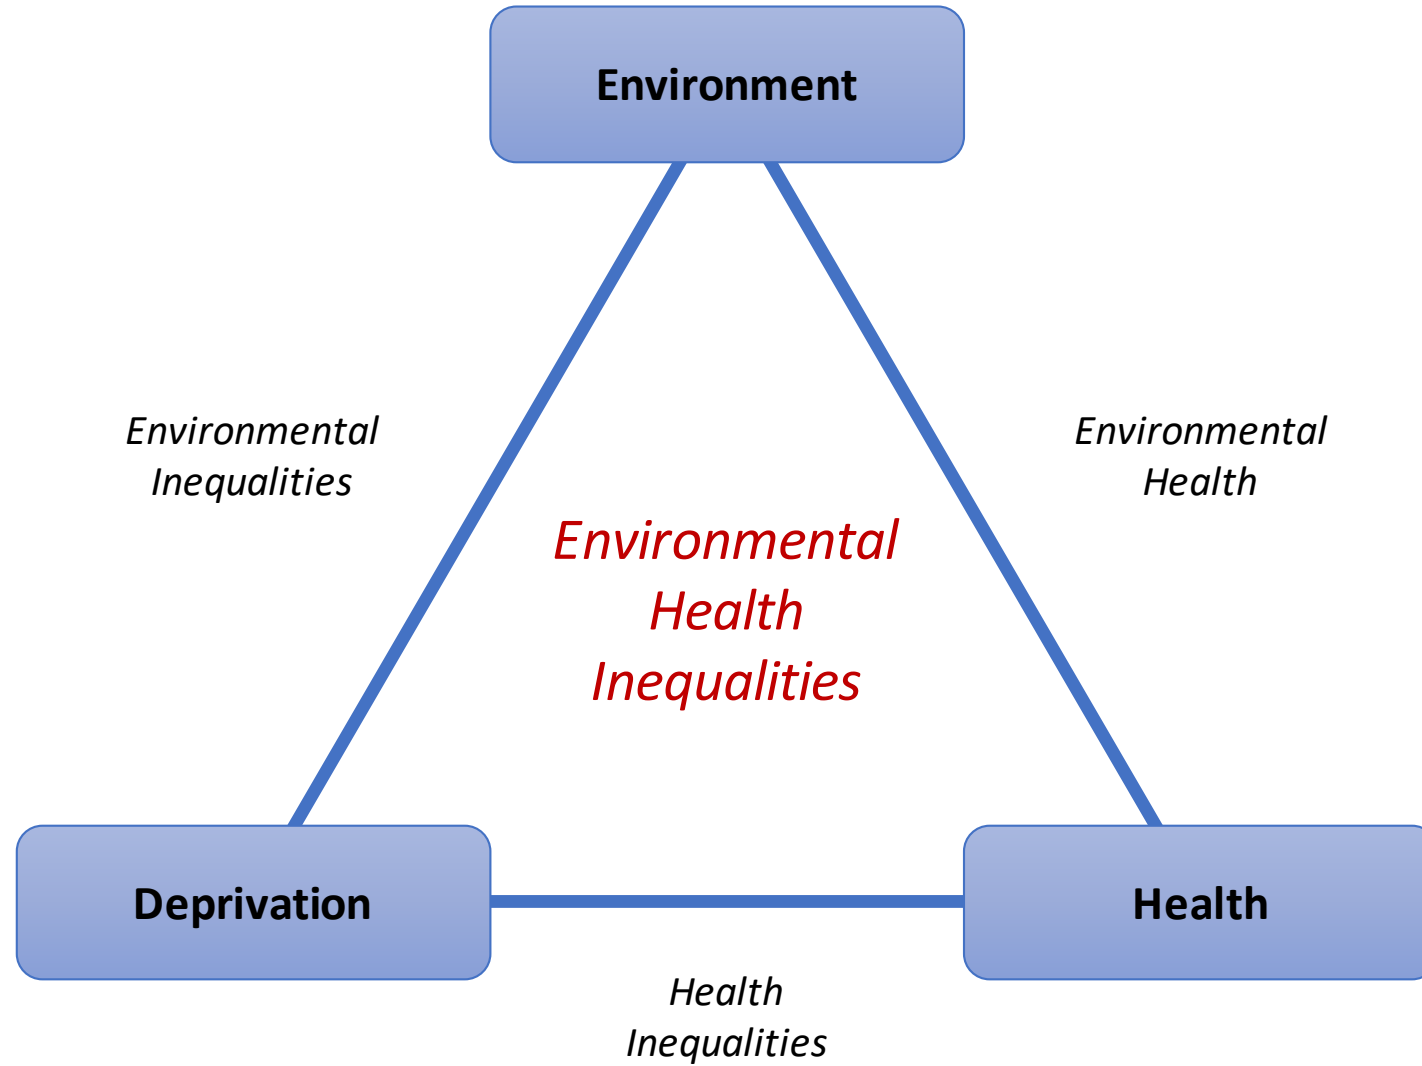 Environment
Environmental
Inequalities
Environmental
Health
Environmental
Health
Inequalities
Deprivation
Health
Health
Inequalities